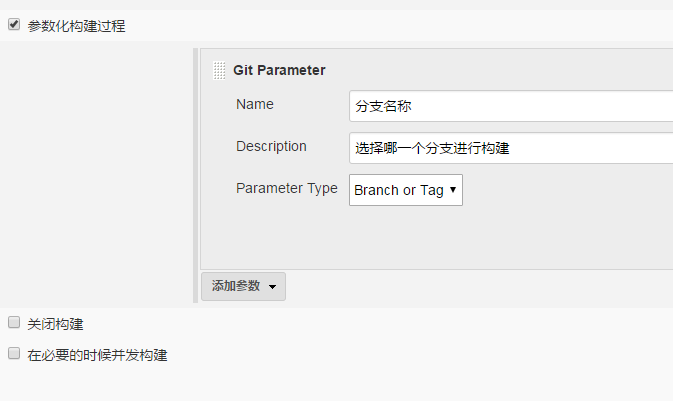 参数化构建过程
Git Parameter
Name 分支名称
Description 选择哪一个分支进行构建
Parameter Type Branch or Tag
添加参数
关闭构建
在必要的时候并发构建